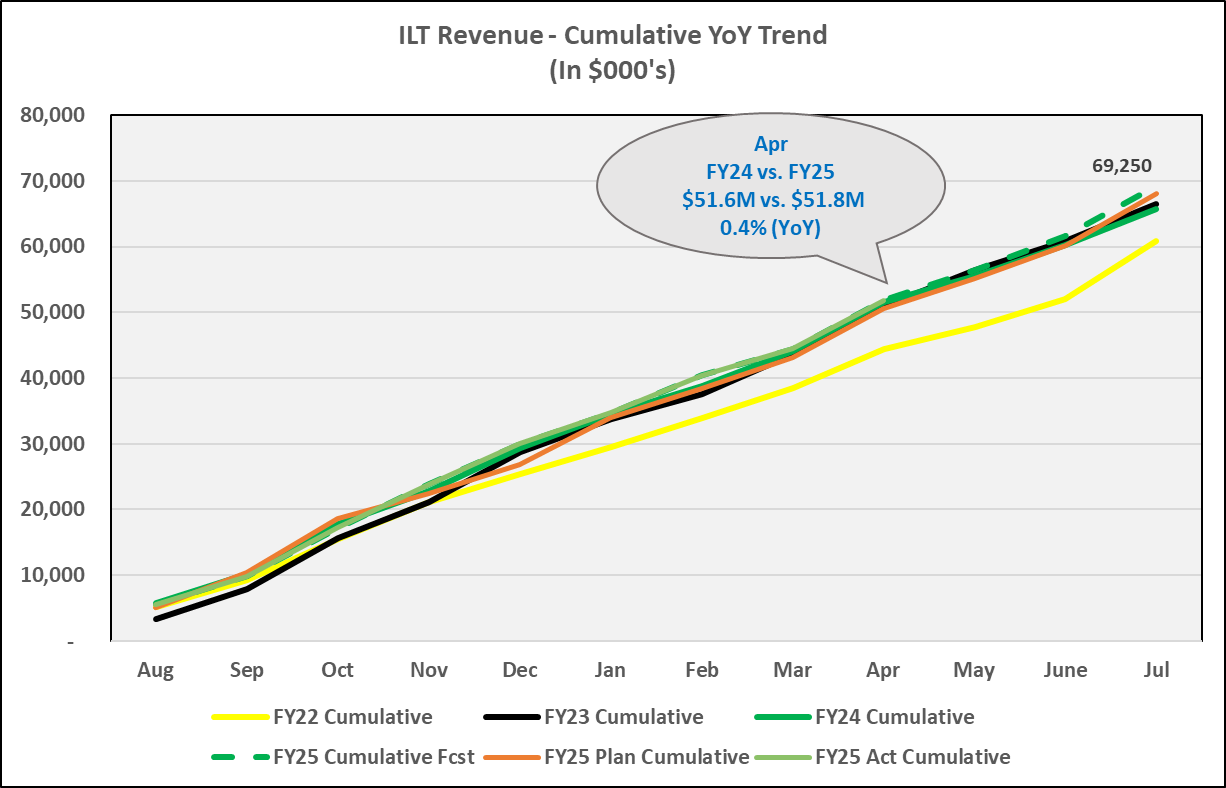 ILT Revenue - Cumulative YoY Trend
(In $000's)
80,000
70,000
60,000
50,000
40,000
30,000
20,000
10,000
-
Apr
FY24 vs. FY25
$51.6M vs. $51.8M
0.4% (YoY)
69,250
Aug Sep Oct Nov Dec Jan Feb Mar Apr May June Jul
FY22 Cumulative FY23 Cumulative FY24 Cumulative
FY25 Cumulative Fcst FY25 Plan Cumulative FY25 Act Cumulative